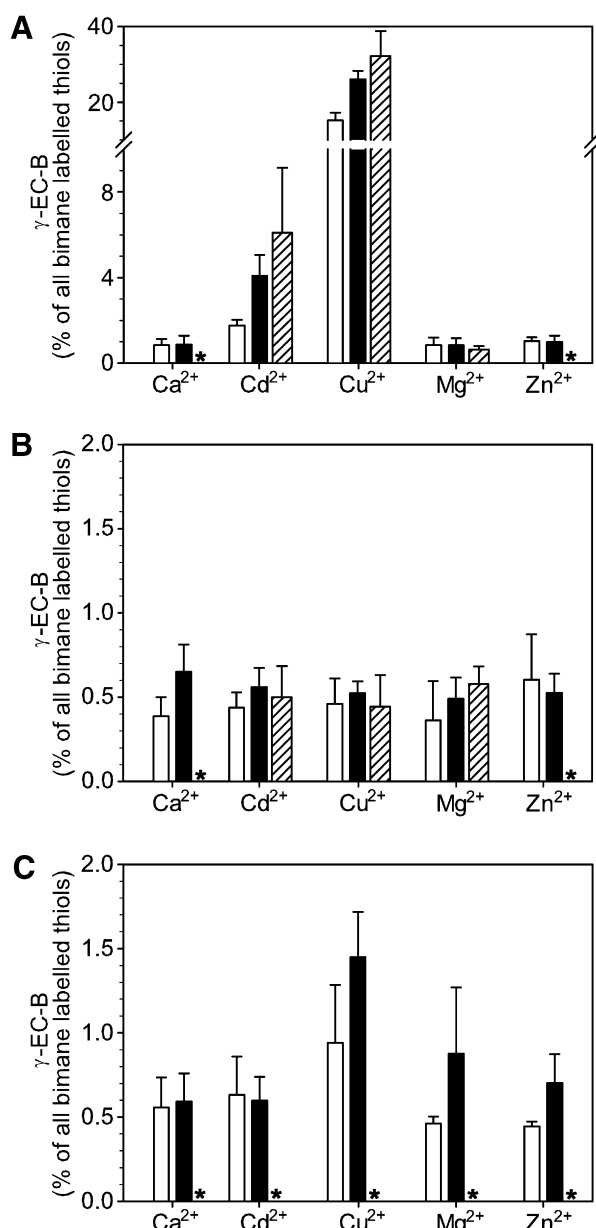 A
γ-EC-B
(% of all bimane labelled thiols)
40
20
8
4
0
*
*
Ca2+ Cd2+ Cu2+ Mg2+ Zn2+
B
γ-EC-B
(% of all bimane labelled thiols)
2.0
1.5
1.0
0.5
0.0
*
*
Ca2+ Cd2+ Cu2+ Mg2+ Zn2+
C
γ-EC-B
(% of all bimane labelled thiols)
2.0
1.5
1.0
0.5
0.0
* * * * *
Ca2+ Cd2+ Cu2+ Mg2+ Zn2+